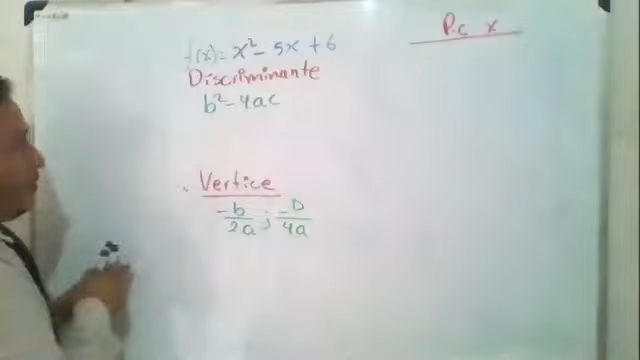 f(x) = x² - 5x + 6
Discriminante
b² - 4ac
Vertice
-b/2a ; -D/4a
P.c x